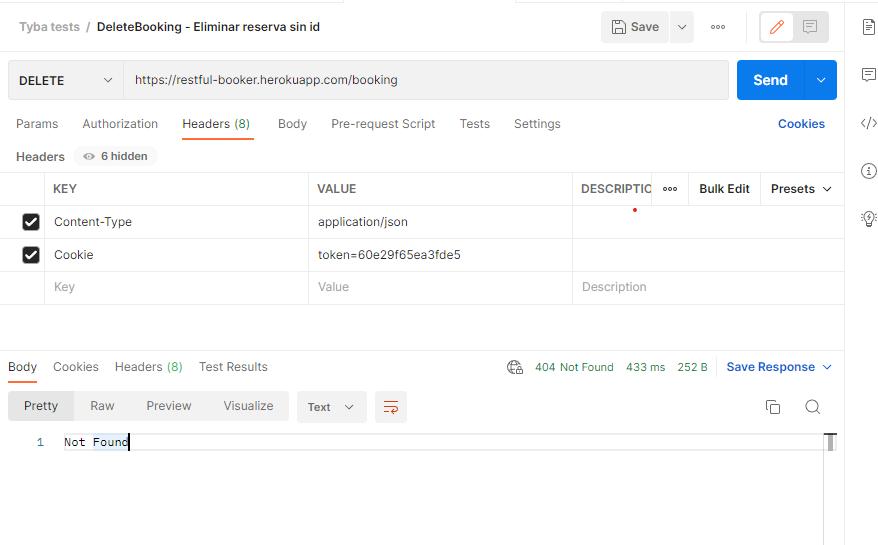 Tyba tests / DeleteBooking - Eliminar reserva sin id
Save
DELETE https://restful-booker.herokuapp.com/booking Send
Params Authorization Headers (8) Body Pre-request Script Tests Settings Cookies
Headers 6 hidden
KEY VALUE DESCRIPTIO Bulk Edit Presets
Content-Type application/json
Cookie token=60e29f65ea3fde5
Key Value Description
Body Cookies Headers (8) Test Results 404 Not Found 433 ms 252 B Save Response
Pretty Raw Preview Visualize Text
1 Not Found